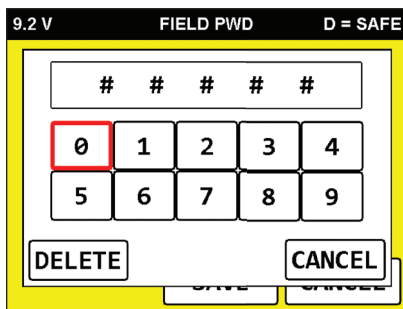 9.2 V FIELD PWD D = SAFE
# # # # #
0 1 2 3 4
5 6 7 8 9
DELETE CANCEL